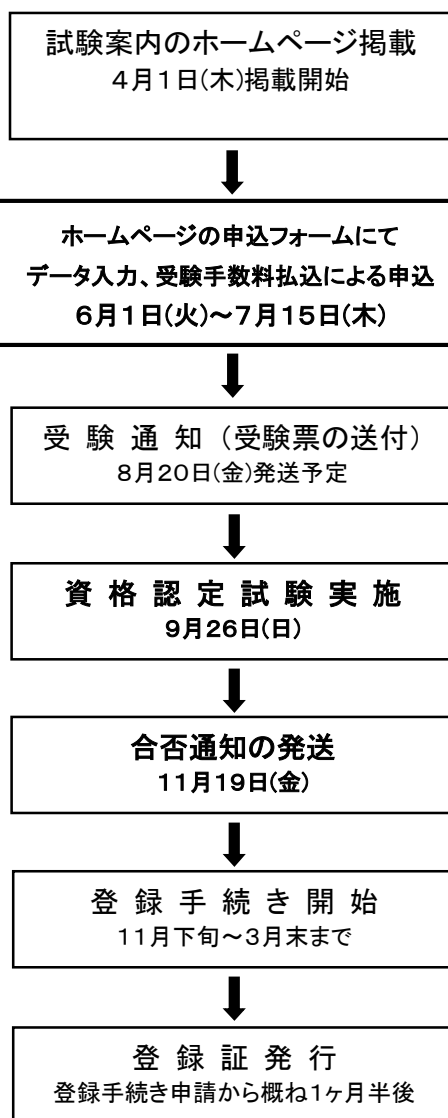 試験案内のホームページ掲載
4月1日(木)掲載開始
ホームページの申込フォームにて
データ入力、受験手数料払込による申込
6月1日(火)～7月15日(木)
受 験 通 知 (受験票の送付)
8月20日(金)発送予定
資 格 認 定 試 験 実 施
9月26日(日)
合否通知の発送
11月19日(金)
登 録 手 続 き 開 始
11月下旬～3月末まで
登 録 証 発 行
登録手続き申請から概ね1ヶ月半後